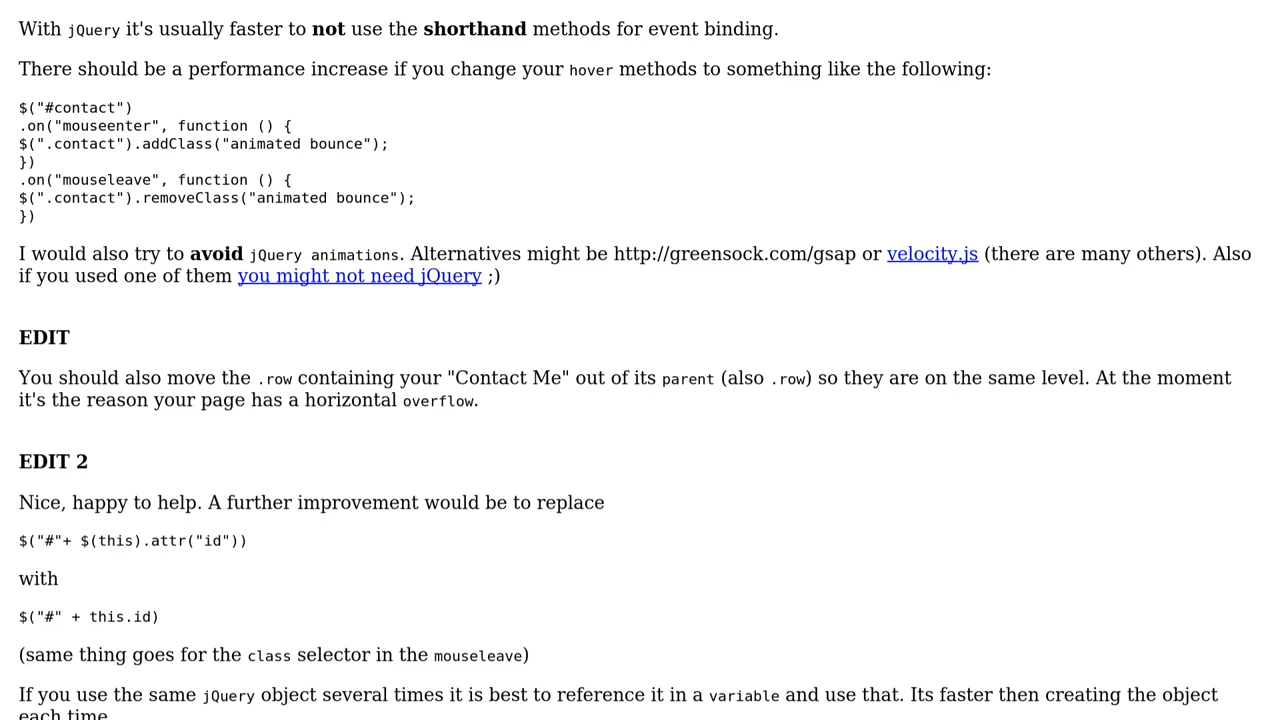 With jQuery it's usually faster to not use the shorthand methods for event binding.
There should be a performance increase if you change your hover methods to something like the following:
$("#contact")
.on("mouseenter", function () {
$(".contact").addClass("animated bounce");
})
.on("mouseleave", function () {
$(".contact").removeClass("animated bounce");
})
I would also try to avoid jQuery animations. Alternatives might be http://greensock.com/gsap or velocity.js (there are many others). Also
if you used one of them you might not need jQuery ;)
EDIT
You should also move the .row containing your "Contact Me" out of its parent (also .row) so they are on the same level. At the moment
it's the reason your page has a horizontal overflow.
EDIT 2
Nice, happy to help. A further improvement would be to replace
$("#"+ $(this).attr("id"))
with
$("#" + this.id)
(same thing goes for the class selector in the mouseleave)
If you use the same jQuery object several times it is best to reference it in a variable and use that. Its faster then creating the object
each time.